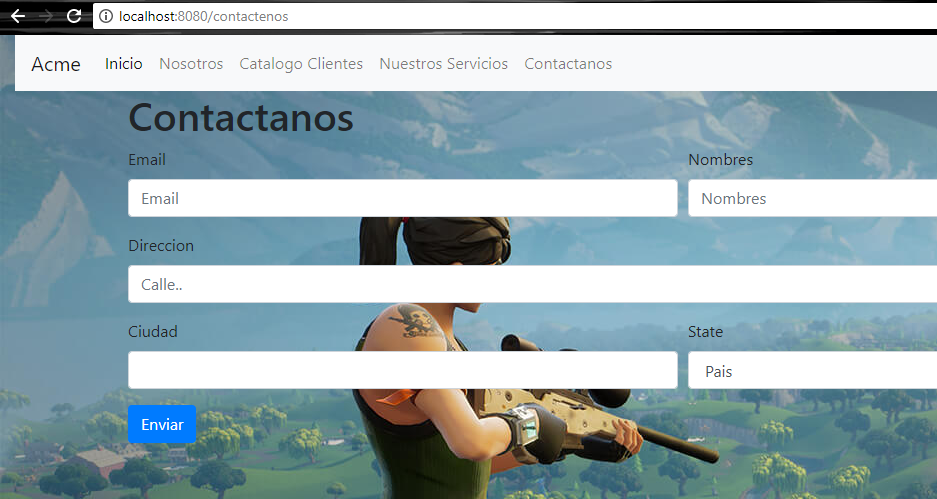 localhost:8080/contactenos
Acme Inicio Nosotros Catalogo Clientes Nuestros Servicios Contactanos
Contactanos
Email Nombres
Email Nombres
Direccion
Calle..
Ciudad State
Pais
Enviar